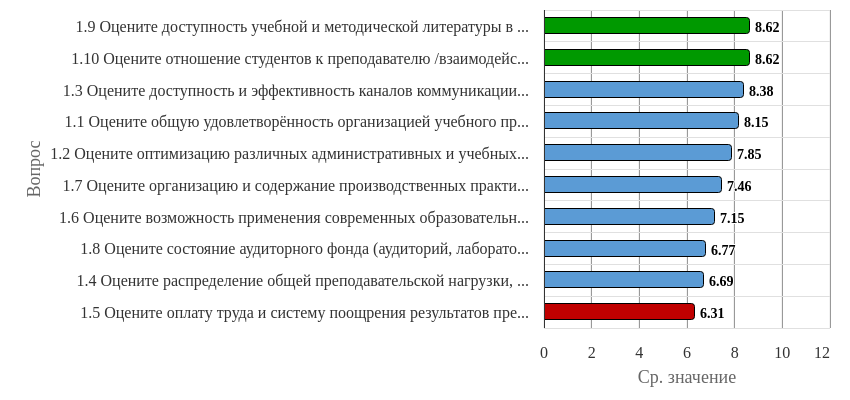 1.9 Оцените доступность учебной и методической литературы в ... 8.62
1.10 Оцените отношение студентов к преподавателю /взаимодейс... 8.62
1.3 Оцените доступность и эффективность каналов коммуникации... 8.38
1.1 Оцените общую удовлетворённость организацией учебного пр... 8.15
1.2 Оцените оптимизацию различных административных и учебных... 7.85
1.7 Оцените организацию и содержание производственных практи... 7.46
1.6 Оцените возможность применения современных образовательн... 7.15
1.8 Оцените состояние аудиторного фонда (аудиторий, лаборато... 6.77
1.4 Оцените распределение общей преподавательской нагрузки, ... 6.69
1.5 Оцените оплату труда и систему поощрения результатов пре... 6.31
Вопрос
0 2 4 6 8 10 12
Ср. значение